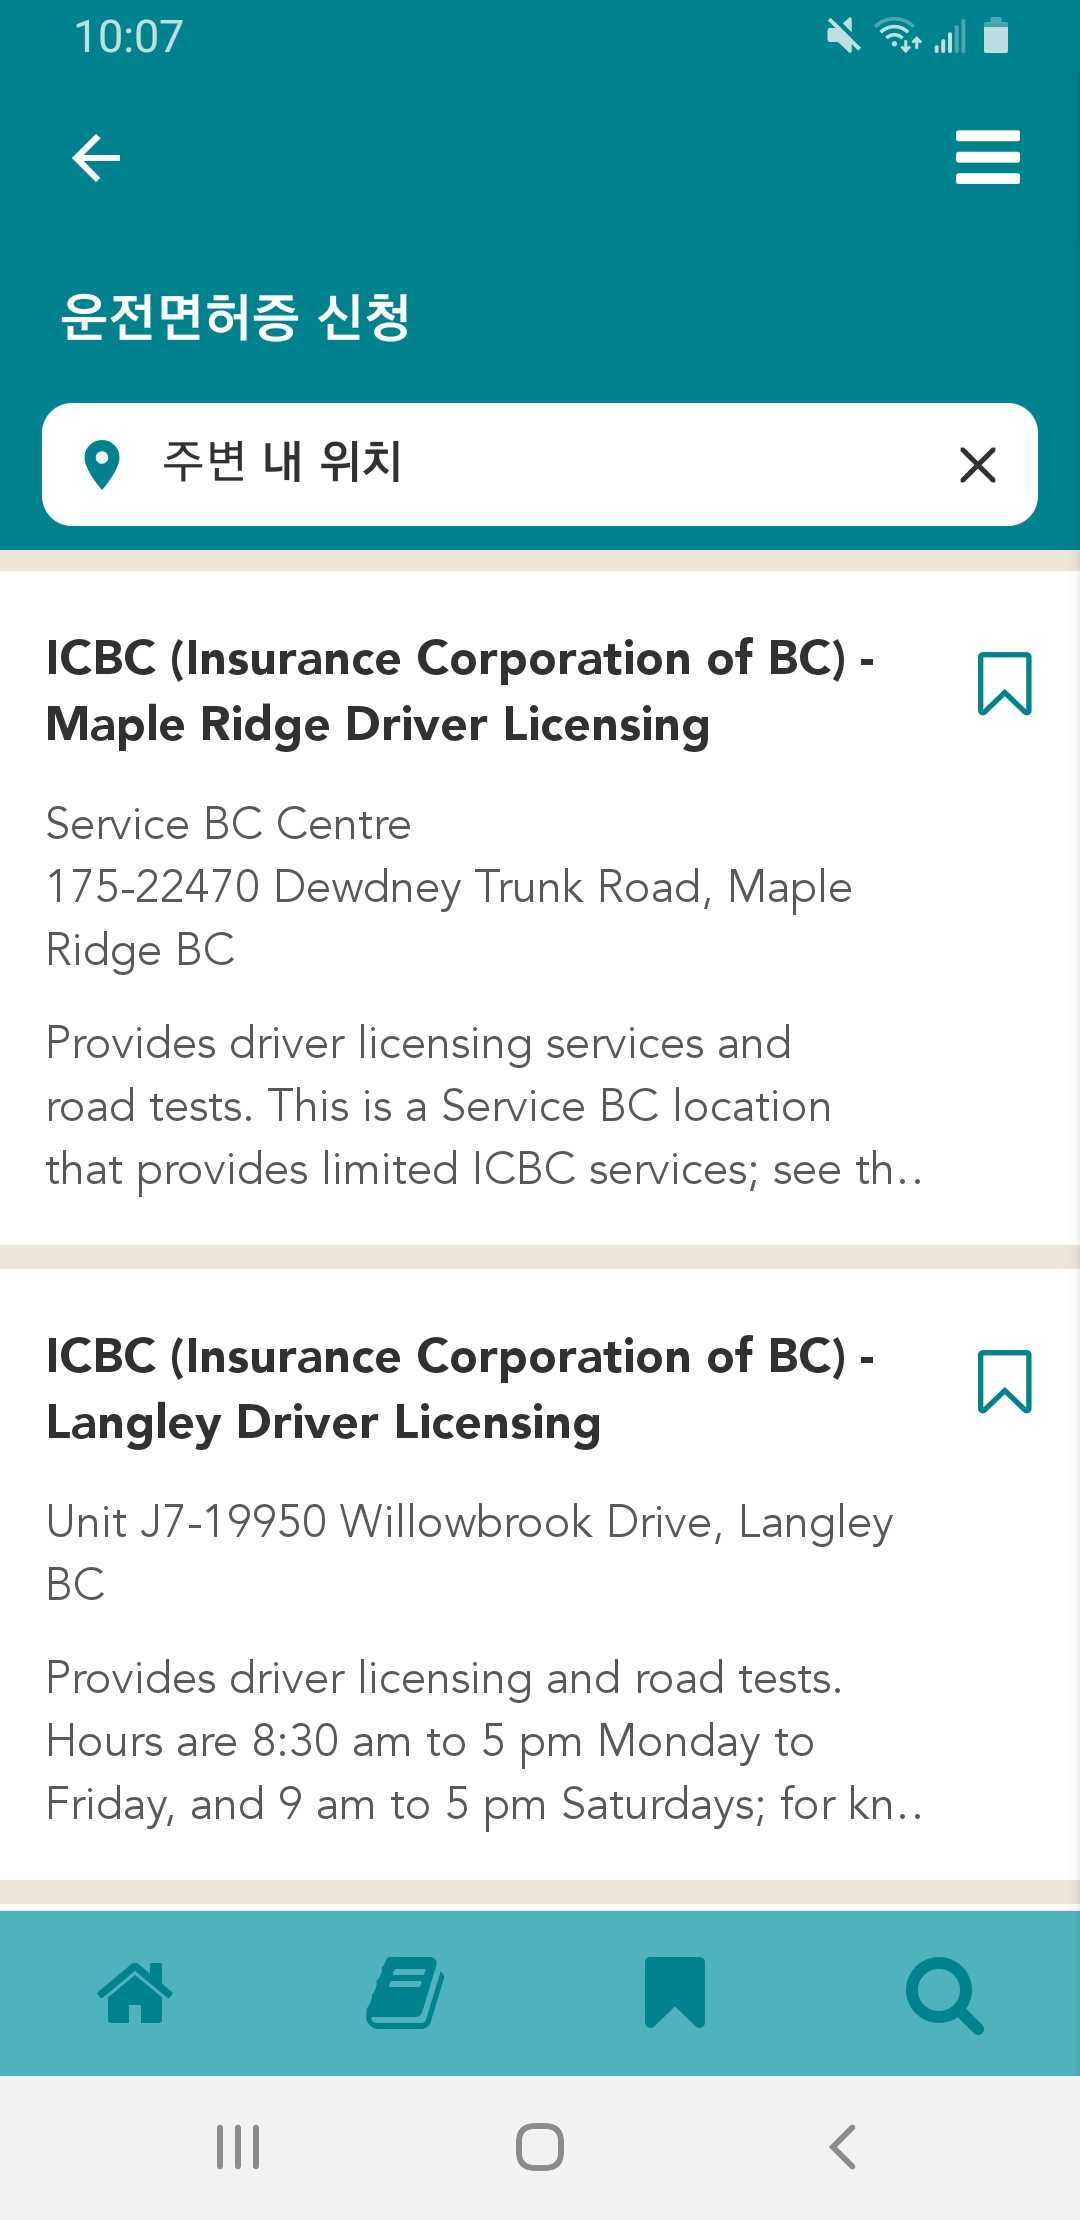 10:07
운전면허증 신청
주변 내 위치
ICBC (Insurance Corporation of BC) -
Maple Ridge Driver Licensing
Service BC Centre
175-22470 Dewdney Trunk Road, Maple
Ridge BC
Provides driver licensing services and
road tests. This is a Service BC location
that provides limited ICBC services; see th..
ICBC (Insurance Corporation of BC) -
Langley Driver Licensing
Unit J7-19950 Willowbrook Drive, Langley
BC
Provides driver licensing and road tests.
Hours are 8:30 am to 5 pm Monday to
Friday, and 9 am to 5 pm Saturdays; for kn..